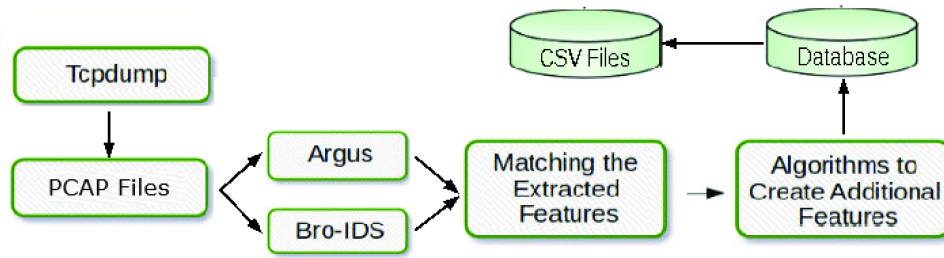 Tcpdump
PCAP Files
Argus
Bro-IDS
Matching the
Extracted
Features
Algorithms to
Create Additional
Features
Database
CSV Files